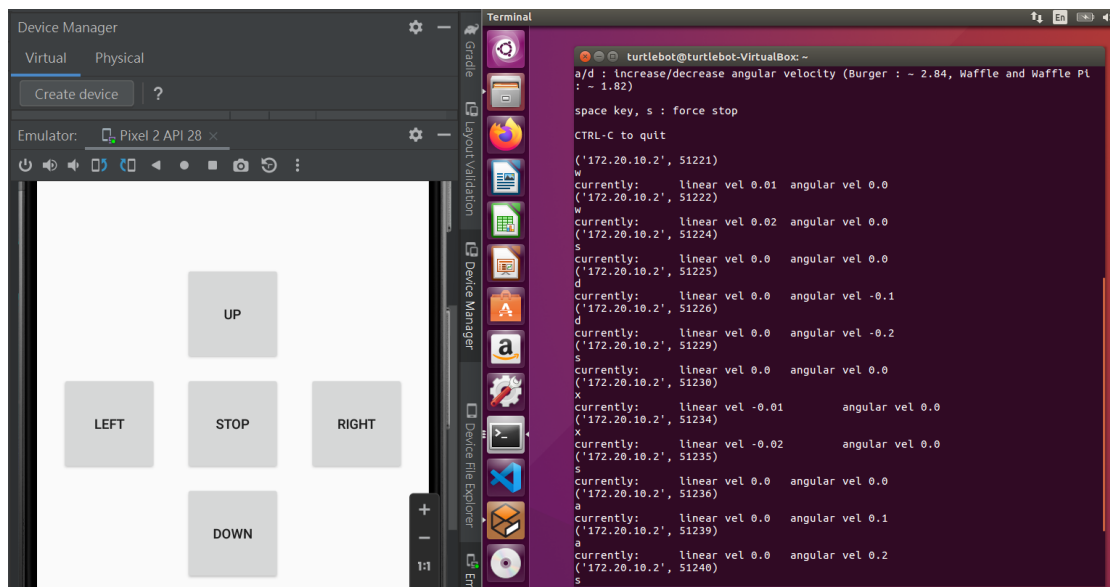 Device Manager
Virtual Physical
Create device ?
Emulator: Pixel 2 API 28
UP
LEFT STOP RIGHT
DOWN
1:1
Gradle
Layout Validation
Device Manager
Device File Explorer
Em
Terminal
En
turtlebot@turtlebot-VirtualBox: ~
a/d : increase/decrease angular velocity (Burger : ~ 2.84, Waffle and Waffle Pi
: ~ 1.82)
space key, s : force stop
CTRL-C to quit
('172.20.10.2', 51221)
w
currently: linear vel 0.01 angular vel 0.0
('172.20.10.2', 51222)
w
currently: linear vel 0.02 angular vel 0.0
('172.20.10.2', 51224)
s
currently: linear vel 0.0 angular vel 0.0
('172.20.10.2', 51225)
d
currently: linear vel 0.0 angular vel -0.1
('172.20.10.2', 51226)
d
currently: linear vel 0.0 angular vel -0.2
('172.20.10.2', 51229)
s
currently: linear vel 0.0 angular vel 0.0
('172.20.10.2', 51230)
x
currently: linear vel -0.01 angular vel 0.0
('172.20.10.2', 51234)
x
currently: linear vel -0.02 angular vel 0.0
('172.20.10.2', 51235)
s
currently: linear vel 0.0 angular vel 0.0
('172.20.10.2', 51236)
a
currently: linear vel 0.0 angular vel 0.1
('172.20.10.2', 51239)
a
currently: linear vel 0.0 angular vel 0.2
('172.20.10.2', 51240)
s